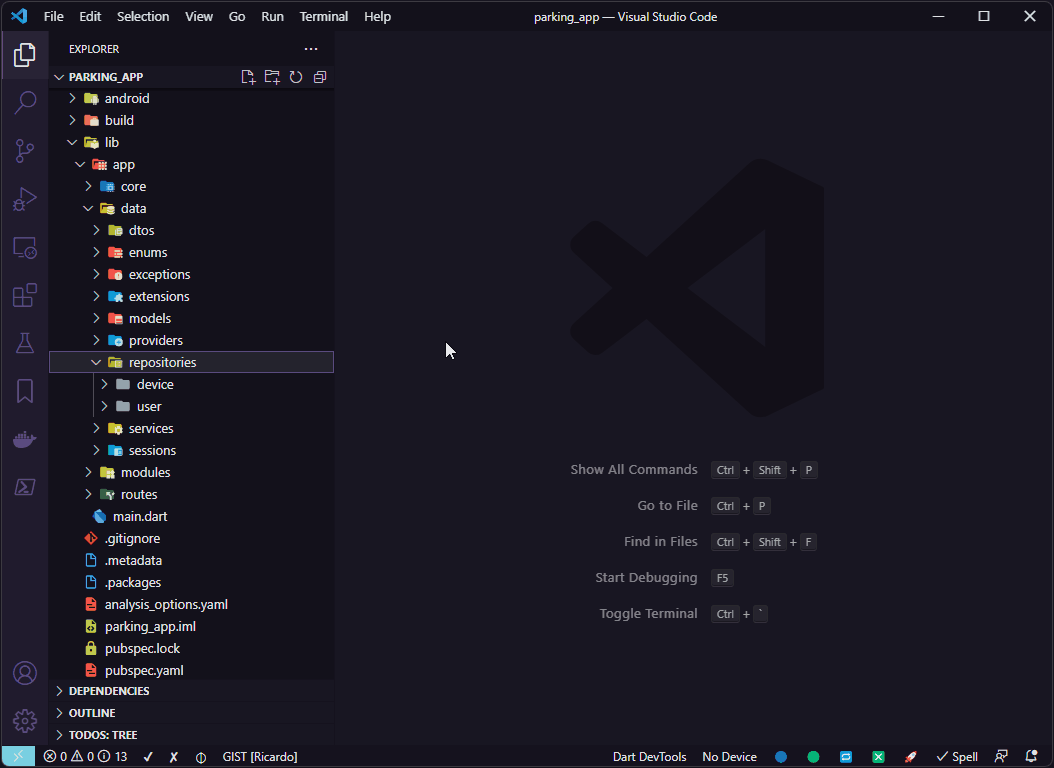 File Edit Selection View Go Run Terminal Help parking_app — Visual Studio Code
EXPLORER
PARKING_APP
android
build
lib
app
core
data
dtos
enums
exceptions
extensions
models
providers
repositories
device
user
services
sessions
modules
routes
main.dart
.gitignore
.metadata
.packages
analysis_options.yaml
parking_app.iml
pubspec.lock
pubspec.yaml
DEPENDENCIES
OUTLINE
TODOS: TREE
Show All Commands Ctrl + Shift + P
Go to File Ctrl + P
Find in Files Ctrl + Shift + F
Start Debugging F5
Toggle Terminal Ctrl + `
0 0 13 GIST [Ricardo] Dart DevTools No Device Spell